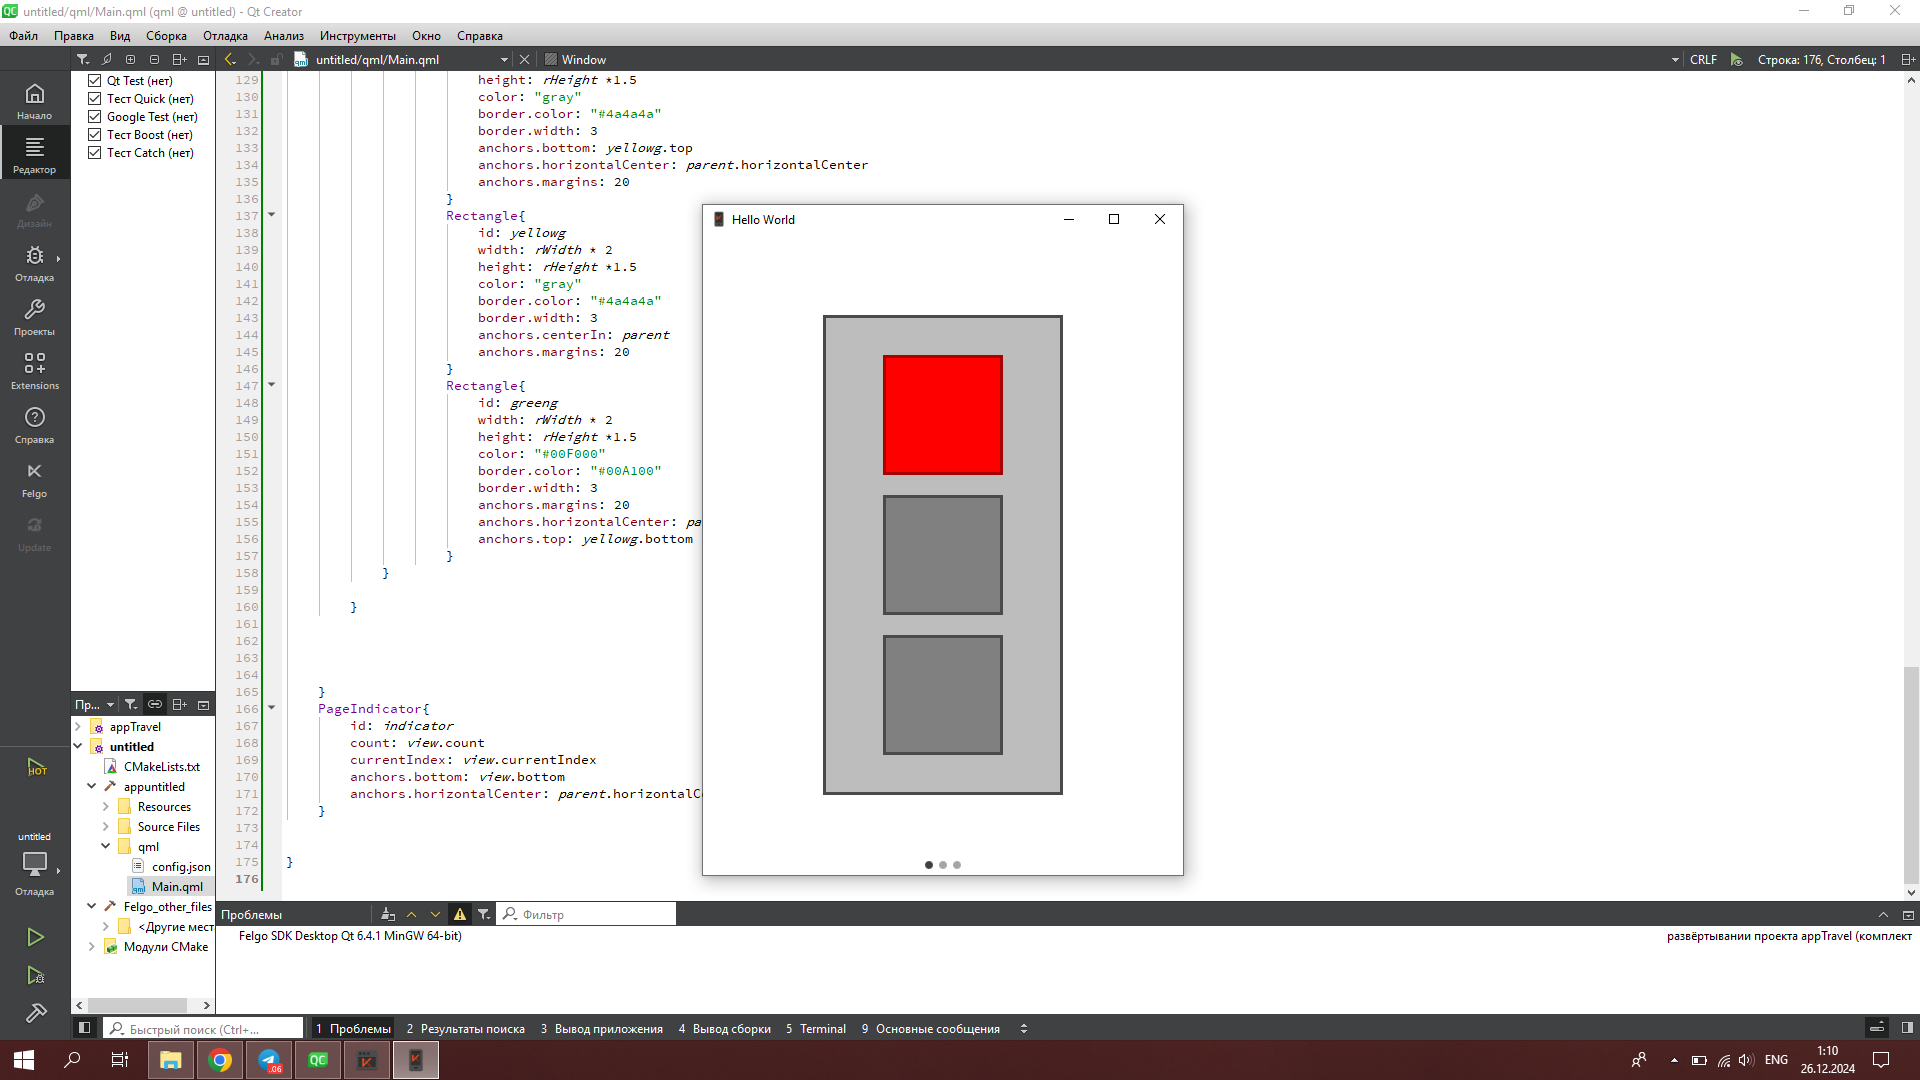 untitled/qml/Main.qml (qml @ untitled) - Qt Creator
Файл Правка Вид Сборка Отладка Анализ Инструменты Окно Справка
untitled/qml/Main.qml Window CRLF Строка: 176, Столбец: 1
Начало
Редактор
Дизайн
Отладка
Проекты
Extensions
Справка
Felgo
Update
HOT
untitled
Отладка
Qt Test (нет)
Тест Quick (нет)
Google Test (нет)
Тест Boost (нет)
Тест Catch (нет)
Пр...
appTravel
untitled
CMakeLists.txt
appuntitled
Resources
Source Files
qml
config.json
Main.qml
Felgo_other_files
<Другие мест
Модули CMake
129 height: rHeight *1.5
130 color: "gray"
131 border.color: "#4a4a4a"
132 border.width: 3
133 anchors.bottom: yellowg.top
134 anchors.horizontalCenter: parent.horizontalCenter
135 anchors.margins: 20
136 }
137 Rectangle{
138 id: yellowg
139 width: rWidth * 2
140 height: rHeight *1.5
141 color: "gray"
142 border.color: "#4a4a4a"
143 border.width: 3
144 anchors.centerIn: parent
145 anchors.margins: 20
146 }
147 Rectangle{
148 id: greeng
149 width: rWidth * 2
150 height: rHeight *1.5
151 color: "#00F000"
152 border.color: "#00A100"
153 border.width: 3
154 anchors.margins: 20
155 anchors.horizontalCenter: pa
156 anchors.top: yellowg.bottom
157 }
158 }
159
160 }
161
162
163
164
165 }
166 PageIndicator{
167 id: indicator
168 count: view.count
169 currentIndex: view.currentIndex
170 anchors.bottom: view.bottom
171 anchors.horizontalCenter: parent.horizontalC
172 }
173
174
175 }
176
Hello World
Проблемы Фильтр
Felgo SDK Desktop Qt 6.4.1 MinGW 64-bit) развёртывании проекта appTravel (комплект
Быстрый поиск (Ctrl+... 1 Проблемы 2 Результаты поиска 3 Вывод приложения 4 Вывод сборки 5 Terminal 9 Основные сообщения
.06
ENG
1:10
26.12.2024